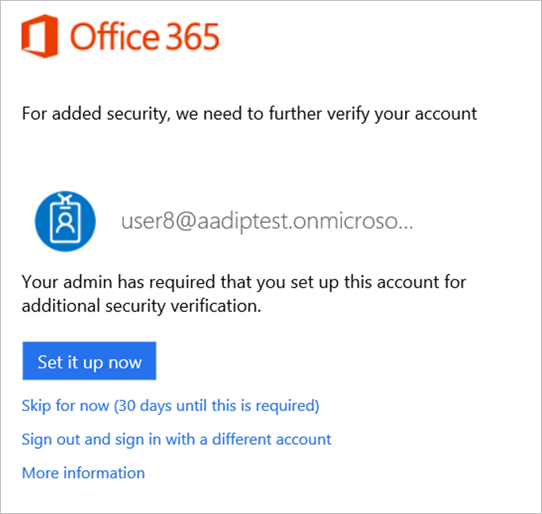 Office 365
For added security, we need to further verify your account
user8@aadiptest.onmicroso...
Your admin has required that you set up this account for
additional security verification.
Set it up now
Skip for now (30 days until this is required)
Sign out and sign in with a different account
More information